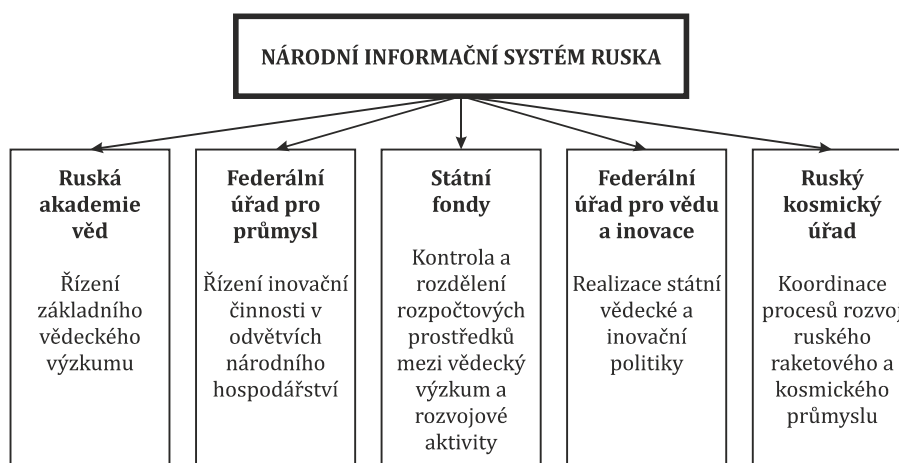 NÁRODNÍ INFORMAČNÍ SYSTÉM RUSKA
Ruská
akademie
věd
Řízení
základního
vědeckého
výzkumu
Federální
úřad pro
průmysl
Řízení inovační
činnosti v
odvětvích
národního
hospodářství
Státní
fondy
Kontrola a
rozdělení
rozpočtových
prostředků
mezi vědecký
výzkum a
rozvojové
aktivity
Federální
úřad pro vědu
a inovace
Realizace státní
vědecké a
inovační
politiky
Ruský
kosmický
úřad
Koordinace
procesů rozvoj
ruského
raketového a
kosmického
průmyslu